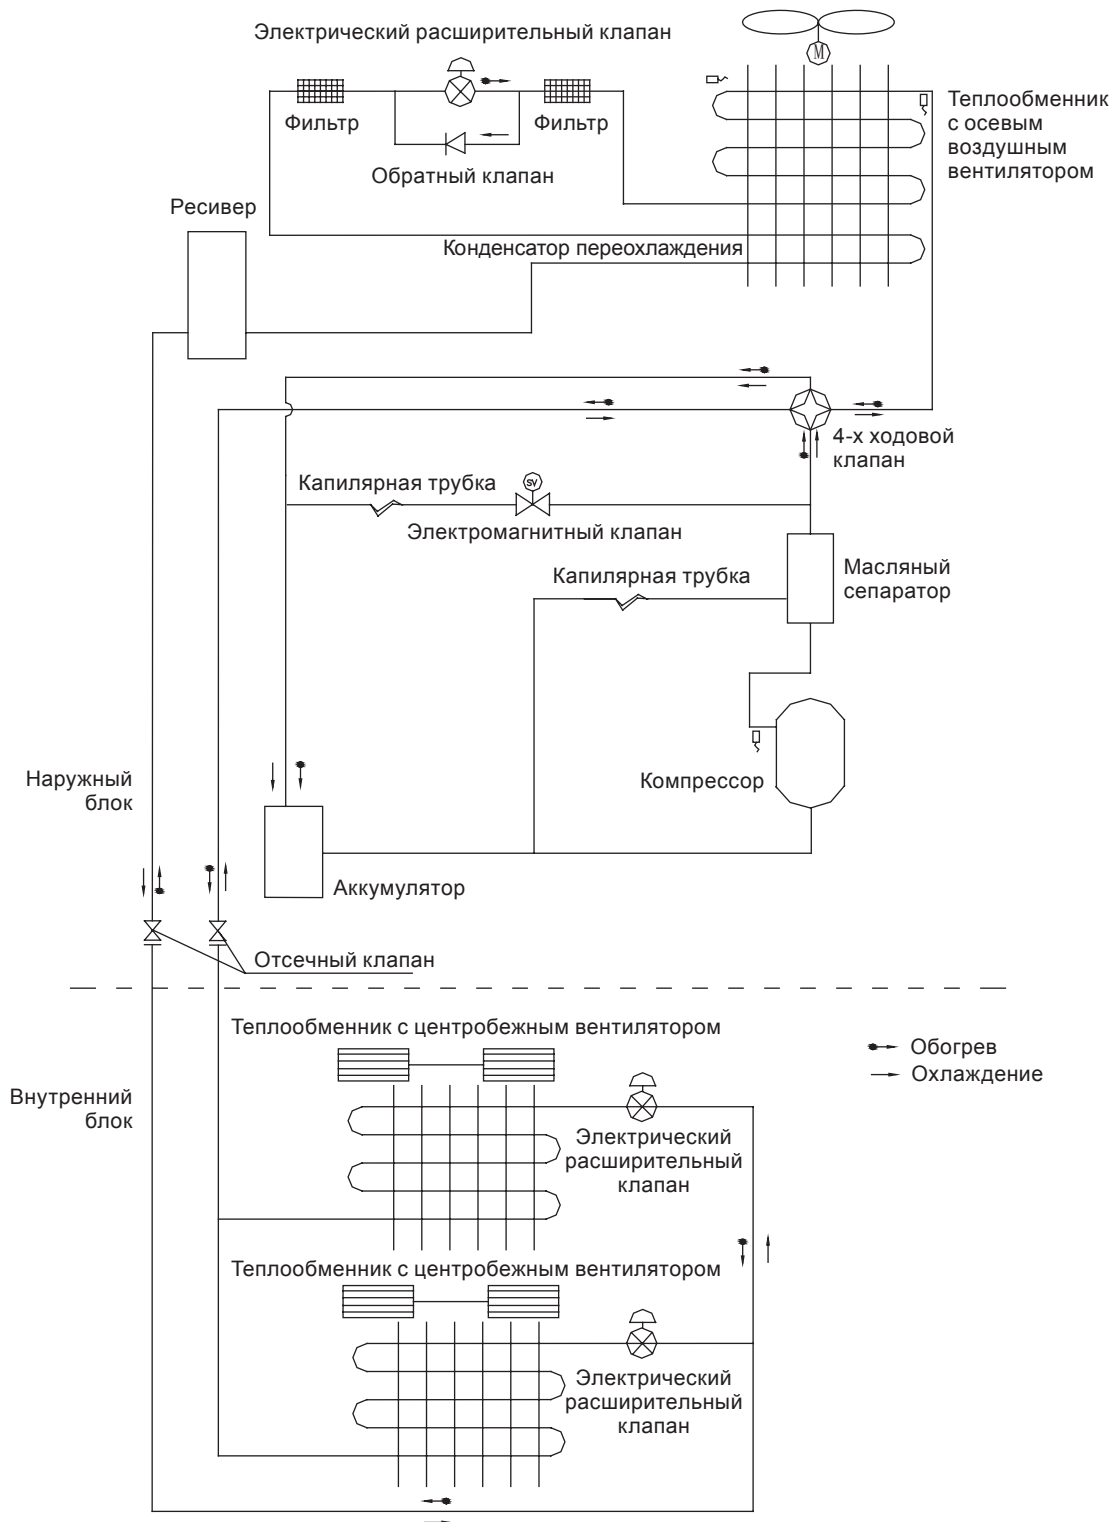 Электрический расширительный клапан
M
Фильтр
Фильтр
Обратный клапан
Теплообменник
с осевым
воздушным
вентилятором
Ресивер
Конденсатор переохлаждения
4-х ходовой
клапан
Капилярная трубка
SV
Электромагнитный клапан
Капилярная трубка
Масляный
сепаратор
Наружный
блок
Компрессор
Аккумулятор
Отсечный клапан
Теплообменник с центробежным вентилятором
Обогрев
Охлаждение
Внутренний
блок
Электрический
расширительный
клапан
Теплообменник с центробежным вентилятором
Электрический
расширительный
клапан